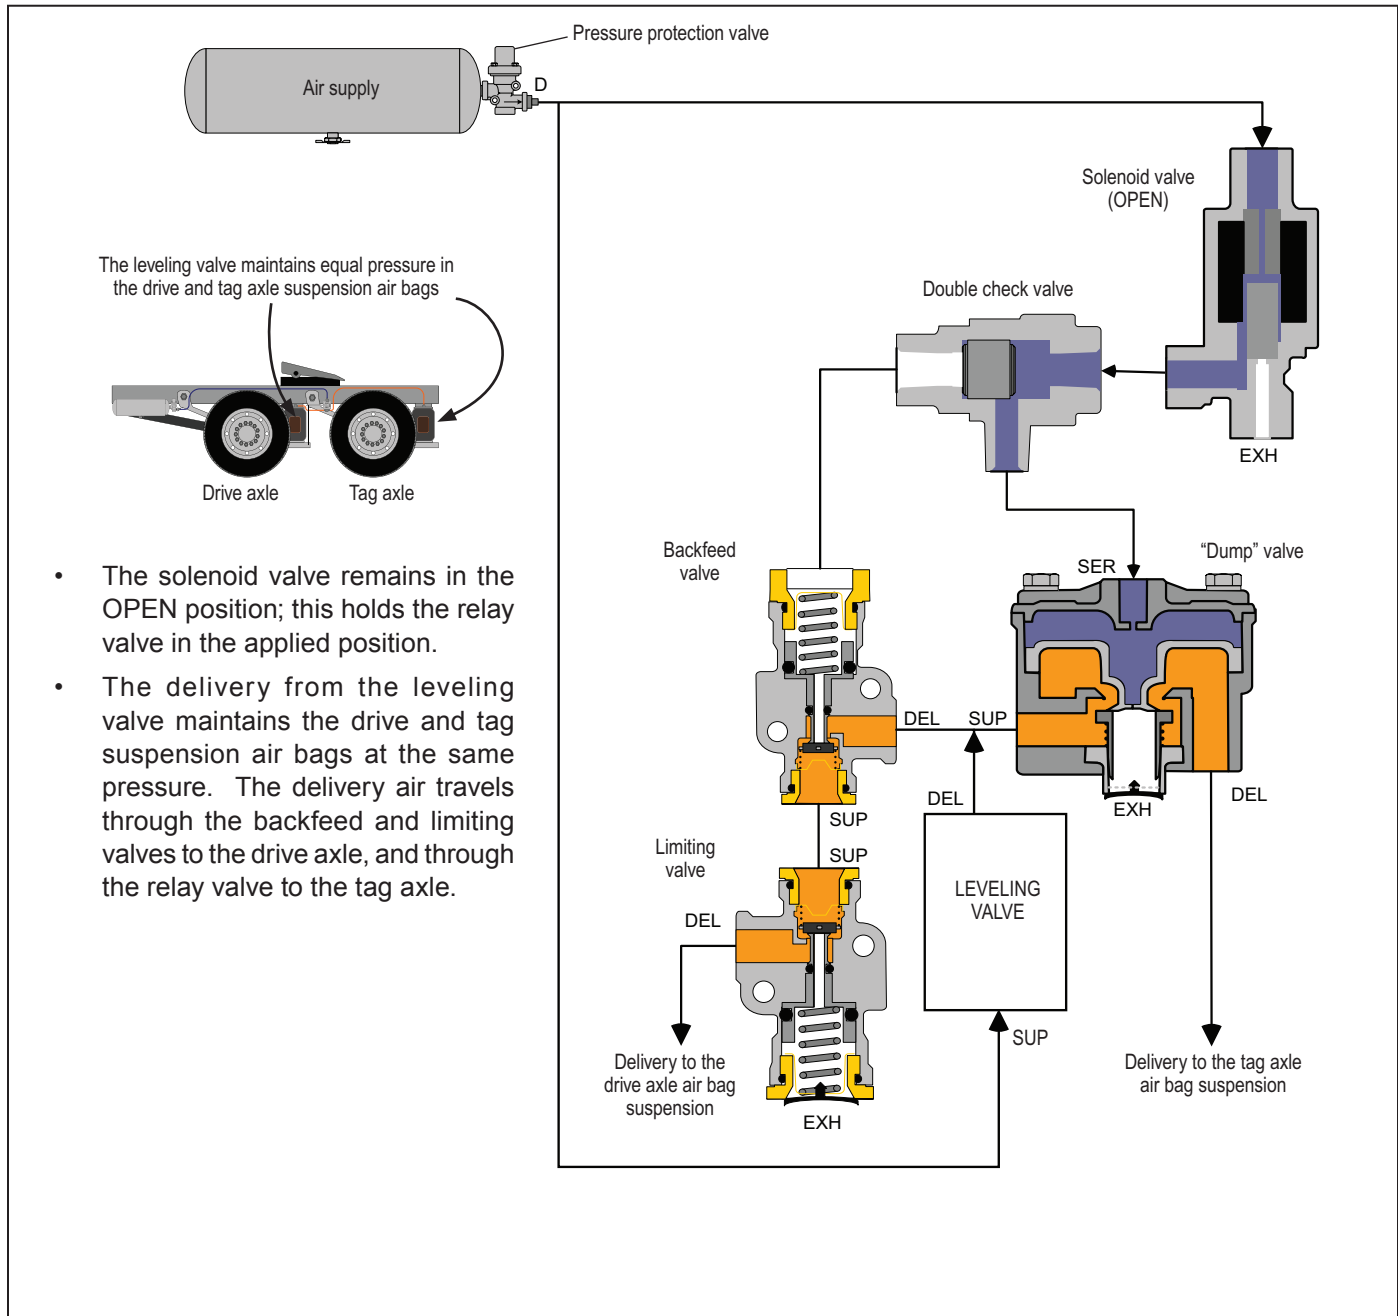 Pressure protection valve
Air supply
D
Solenoid valve
(OPEN)
The leveling valve maintains equal pressure in
the drive and tag axle suspension air bags
Double check valve
EXH
Drive axle
Tag axle
Backfeed
valve
SER
“Dump” valve
• The solenoid valve remains in the
OPEN position; this holds the relay
valve in the applied position.
• The delivery from the leveling
valve maintains the drive and tag
suspension air bags at the same
pressure. The delivery air travels
through the backfeed and limiting
valves to the drive axle, and through
the relay valve to the tag axle.
DEL
SUP
DEL
EXH
DEL
SUP
Limiting
valve
SUP
DEL
LEVELING
VALVE
SUP
Delivery to the
drive axle air bag
suspension
EXH
Delivery to the tag axle
air bag suspension